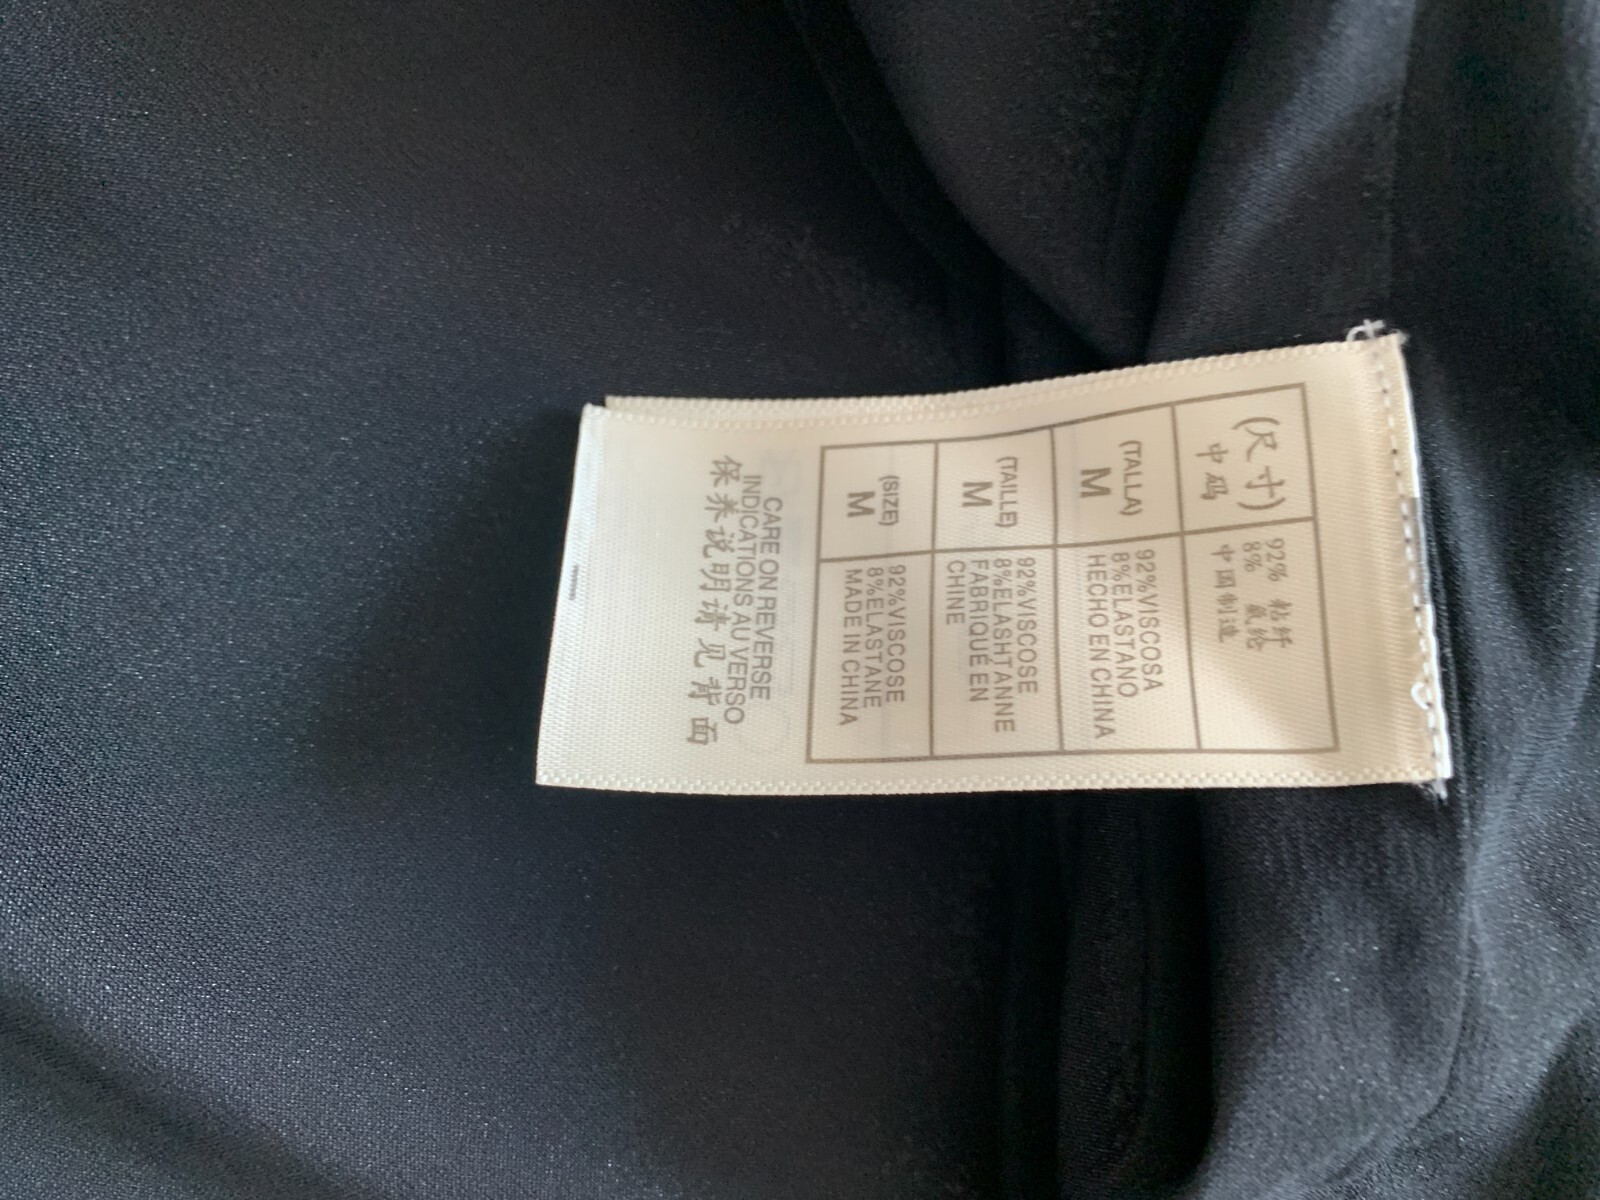 (尺寸)
中码
92% 粘纤
8% 氨纶
中国制造
(TALLA)
M
92%VISCOSA
8%ELASTANO
HECHO EN CHINA
(TAILLE)
M
92%VISCOSE
8%ELASHTANNE
FABRIQUÉ EN
CHINE
(SIZE)
M
92%VISCOSE
8%ELASTANE
MADE IN CHINA
CARE ON REVERSE
INDICATIONS AU VERSO
保养说明请见背面